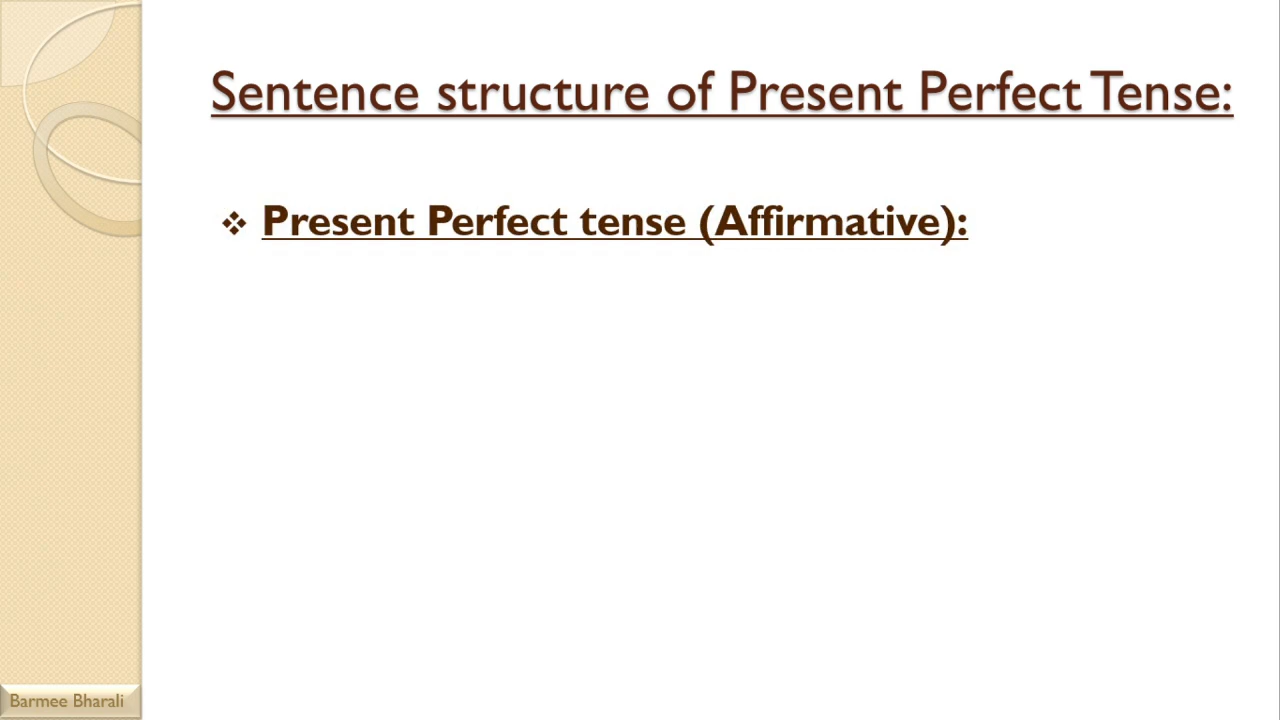 Sentence structure of Present Perfect Tense:
❖ Present Perfect tense (Affirmative):
Barmee Bharali